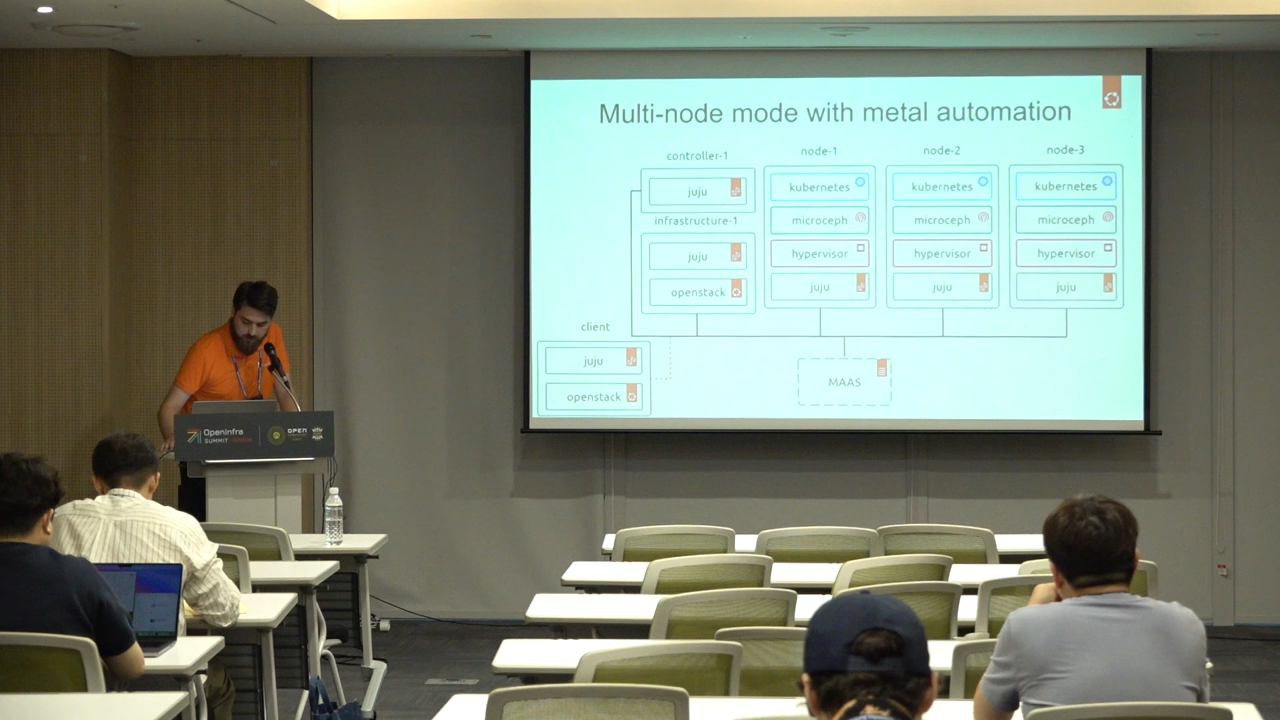 Multi-node mode with metal automation
controller-1
juju
infrastructure-1
juju
openstack
node-1
kubernetes
microceph
hypervisor
juju
node-2
kubernetes
microceph
hypervisor
juju
node-3
kubernetes
microceph
hypervisor
juju
client
juju
openstack
MAAS
OpenInfra
SUMMIT
OPEN